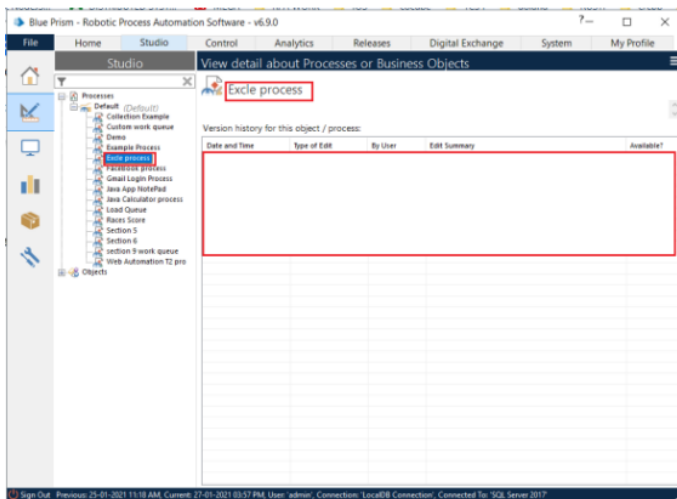 Blue Prism - Robotic Process Automation Software - v6.9.0
File Home Studio Control Analytics Releases Digital Exchange System My Profile
Studio
View detail about Processes or Business Objects
Excle process
Processes
Default (Default)
Collection Example
Custom work queue
Demo
Example Process
Excle process
Facebook process
Gmail Login Process
Java App NotePad
Java Calculator process
Load Queue
Races Score
Section 5
Section 6
section 9 work queue
Web Automation T2 pro
Objects
Version history for this object / process:
Date and Time Type of Edit By User Edit Summary Available?
Sign Out Previous: 25-01-2021 11:18 AM, Current: 27-01-2021 03:57 PM, User 'admin', Connection: 'LocalDB Connection', Connected To: 'SQL Server 2017'